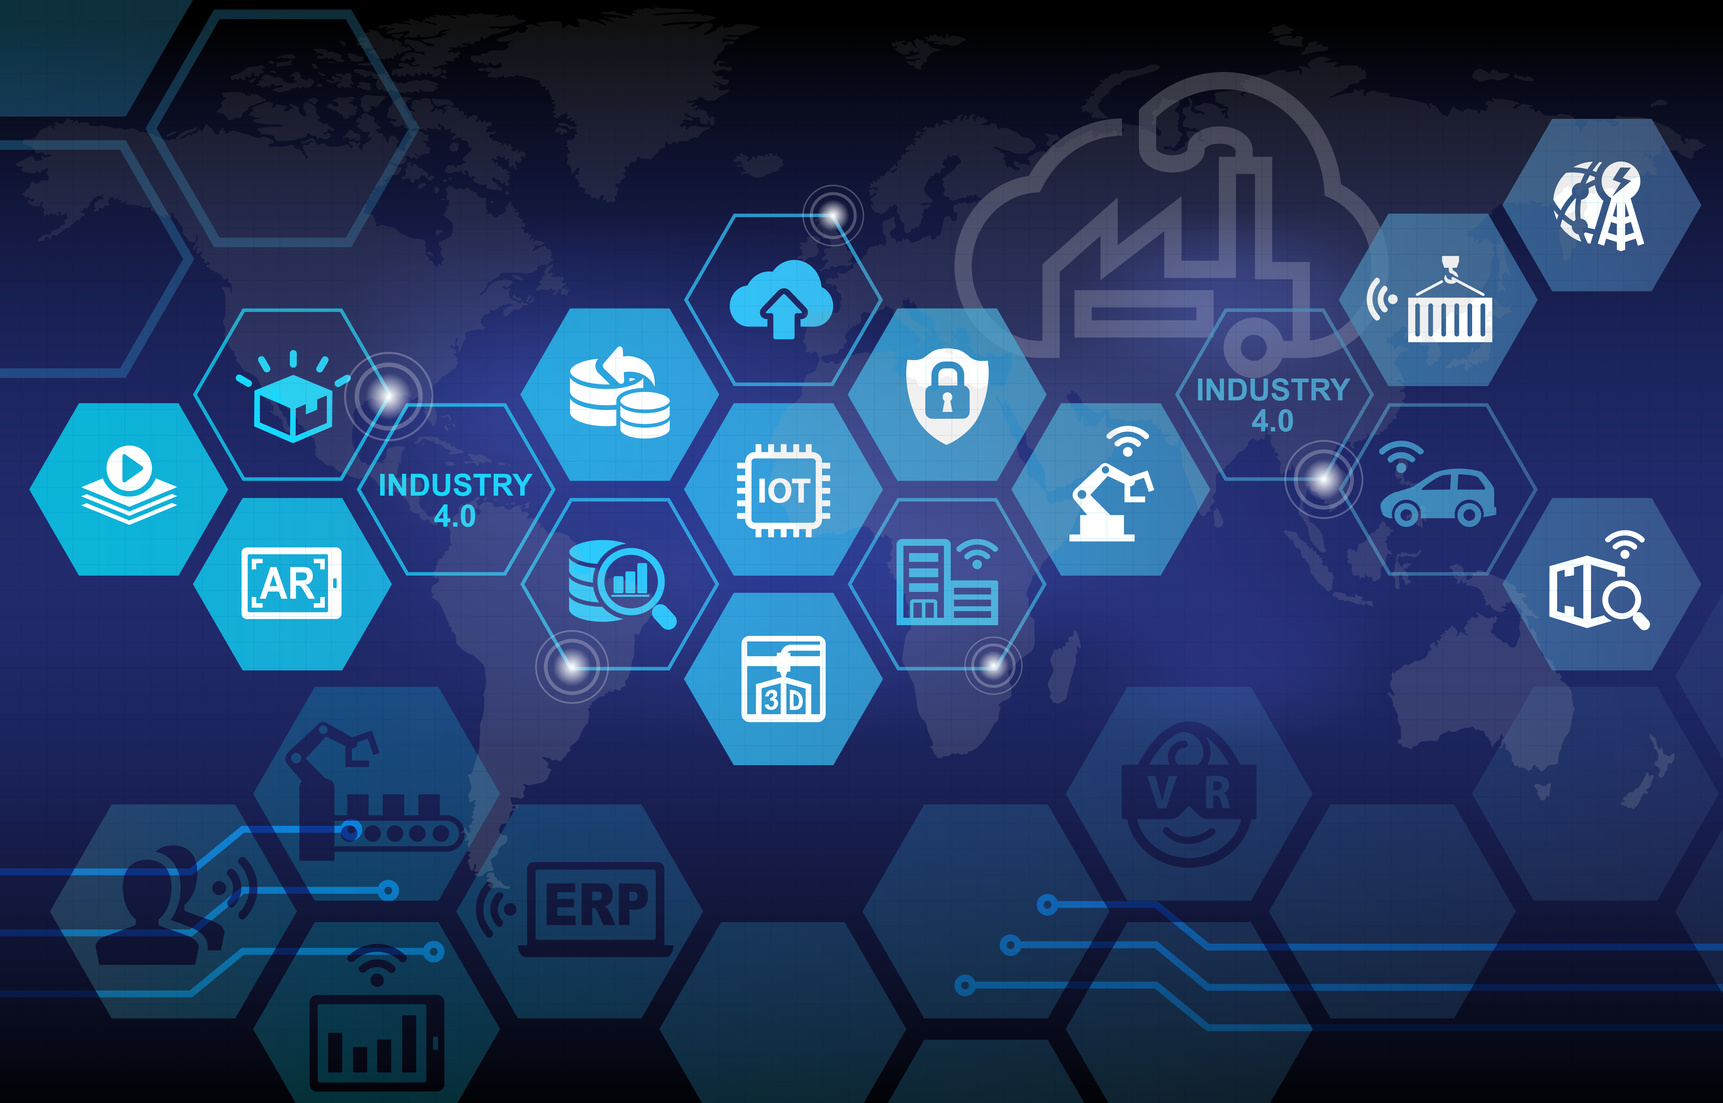 INDUSTRY
4.0
INDUSTRY
4.0
IOT
AR
3D
VR
ERP